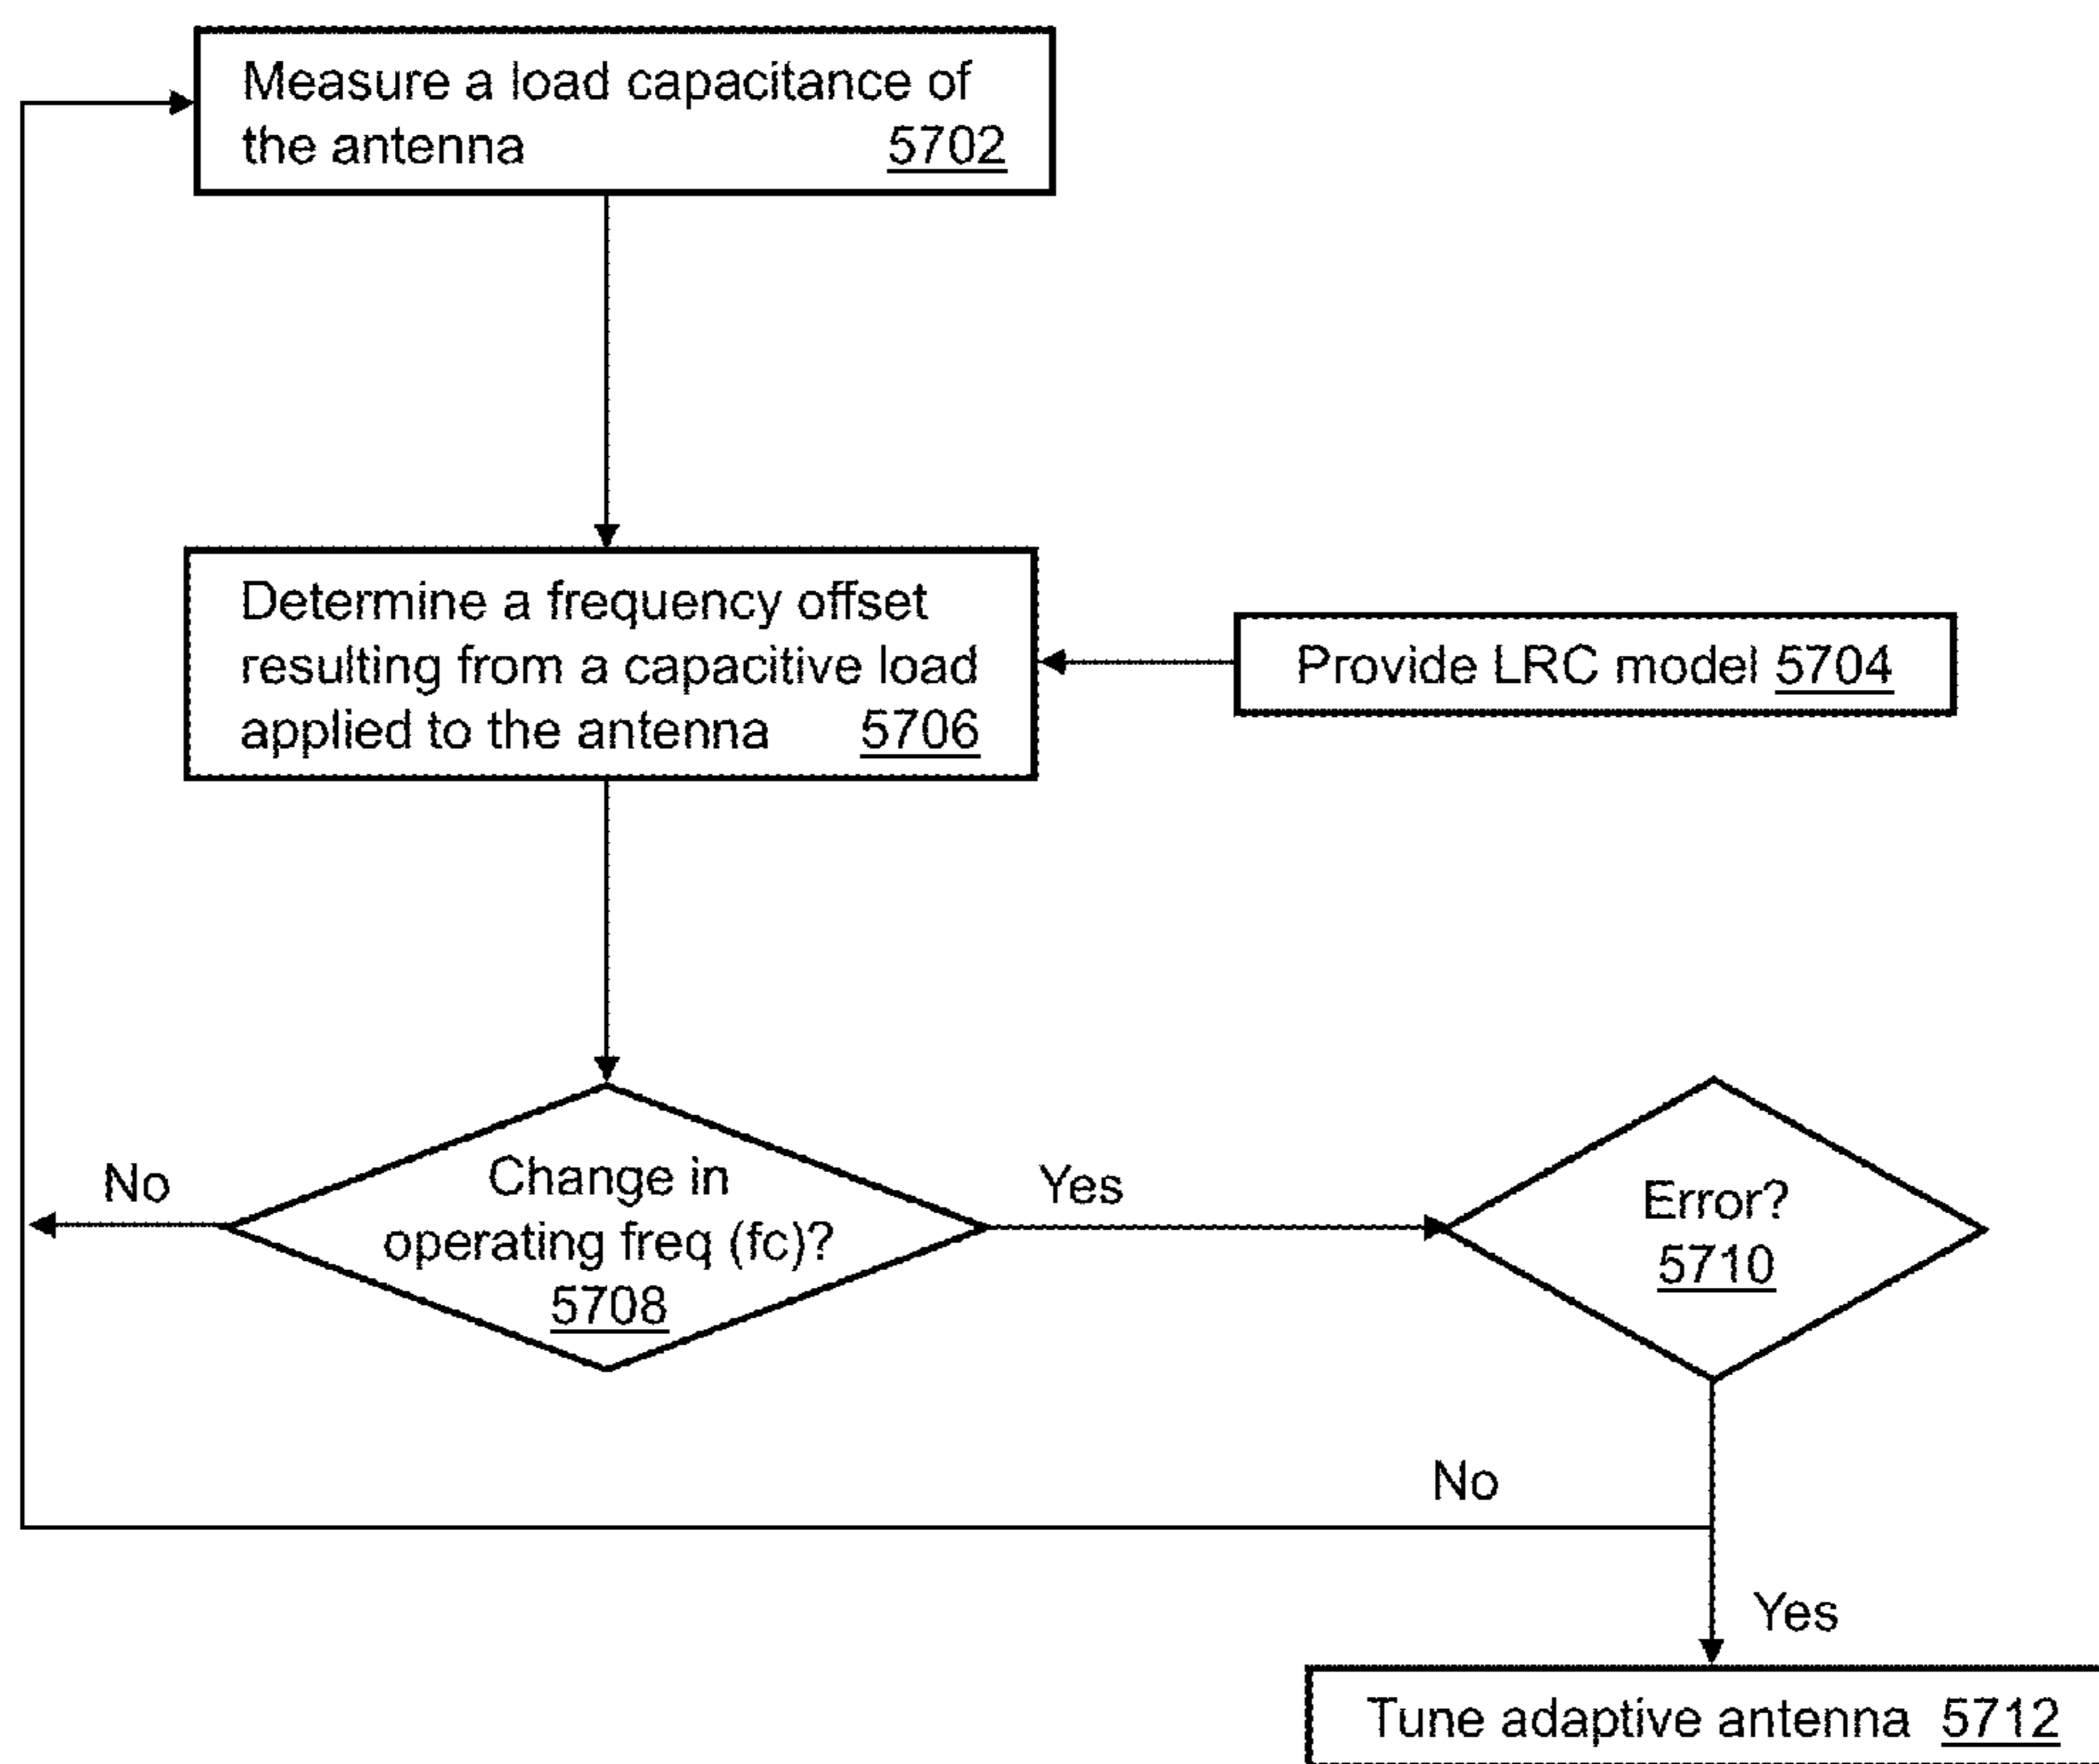 Measure a load capacitance of
the antenna 5702
Determine a frequency offset
resulting from a capacitive load
applied to the antenna 5706
Provide LRC model 5704
No
Change in
operating freq (fc)?
5708
Yes
Error?
5710
No
Yes
Tune adaptive antenna 5712